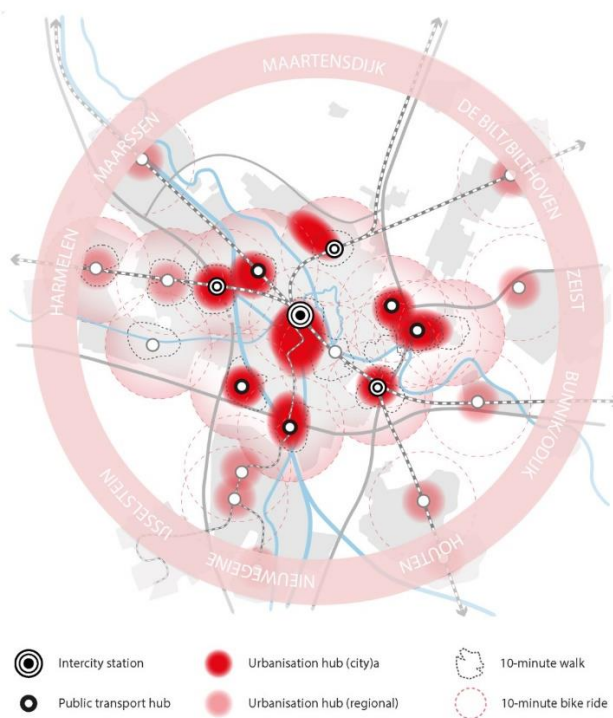 MAARTENSDIJK
DE BILT/BILTHOVEN
ZEIST
BUNNIK/ODIJK
HOUTEN
NIEUWEGEINE
IJSSELSTEIN
HARMELEN
MAARSSEN
Intercity station
Urbanisation hub (city)a
10-minute walk
Public transport hub
Urbanisation hub (regional)
10-minute bike ride